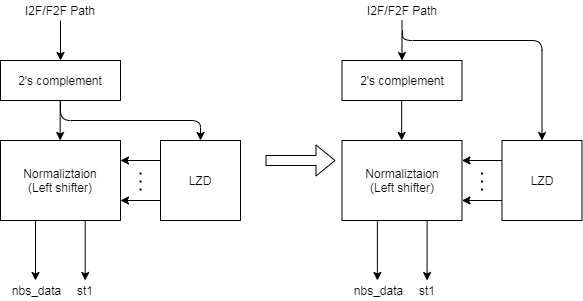 I2F/F2F Path
2's complement
Normaliztaion
(Left shifter)
LZD
nbs_data
st1
I2F/F2F Path
2's complement
Normaliztaion
(Left shifter)
LZD
nbs_data
st1